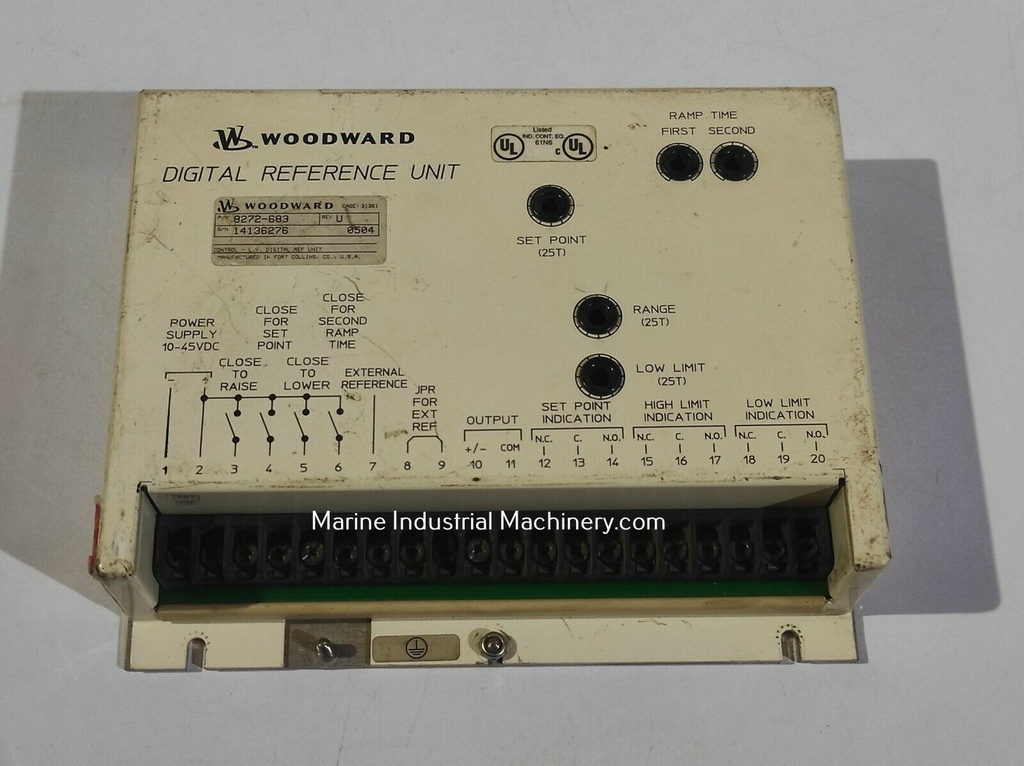 WOODWARD
DIGITAL REFERENCE UNIT
WOODWARD CAGE: 31361
P/N 8272-683 REV U
S/N 14136276 0504
CONTROL - L.V. DIGITAL REF UNIT
MANUFACTURED IN FORT COLLINS, CO., U.S.A.
UL
Listed
IND. CONT. EQ.
61N6
C UL
RAMP TIME
FIRST SECOND
SET POINT
(25T)
RANGE
(25T)
LOW LIMIT
(25T)
POWER
SUPPLY
10-45VDC
- +
CLOSE
TO
RAISE
CLOSE
FOR
SET
POINT
CLOSE
TO
LOWER
CLOSE
FOR
SECOND
RAMP
TIME
EXTERNAL
REFERENCE
JPR
FOR
EXT
REF
OUTPUT
+/- COM
SET POINT
INDICATION
N.C. C. N.O.
HIGH LIMIT
INDICATION
N.C. C. N.O.
LOW LIMIT
INDICATION
N.C. C. N.O.
1 2 3 4 5 6 7 8 9 10 11 12 13 14 15 16 17 18 19 20
Marine Industrial Machinery.com